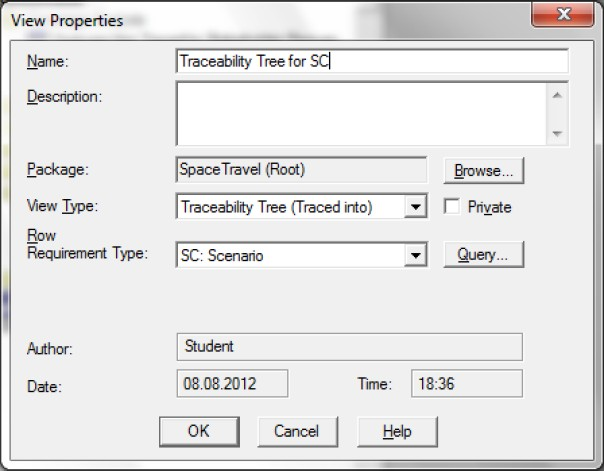 View Properties
Name: Traceability Tree for SC
Description:
Package: SpaceTravel (Root) Browse...
View Type: Traceability Tree (Traced into) Private
Row
Requirement Type: SC: Scenario Query...
Author: Student
Date: 08.08.2012 Time: 18:36
OK Cancel Help